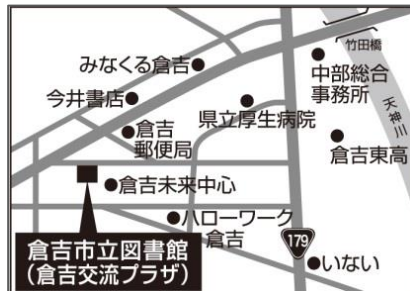 竹田橋
みなくる倉吉
中部総合
事務所
今井書店
天神川
県立厚生病院
倉吉
郵便局
倉吉東高
倉吉未来中心
ハローワーク
倉吉
179
倉吉市立図書館
（倉吉交流プラザ）
いない